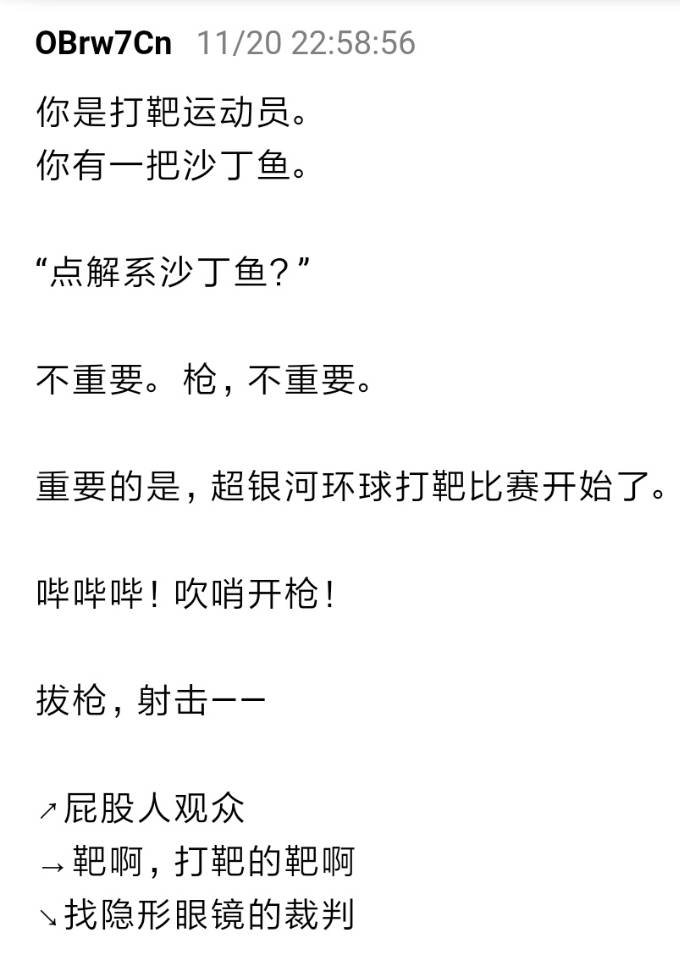 OBrw7Cn 11/20 22:58:56
你是打靶运动员。
你有一把沙丁鱼。
“点解系沙丁鱼？”
不重要。枪，不重要。
重要的是，超银河环球打靶比赛开始了。
哔哔哔！吹哨开枪！
拔枪，射击——
↗屁股人观众
→靶啊，打靶的靶啊
↘找隐形眼镜的裁判